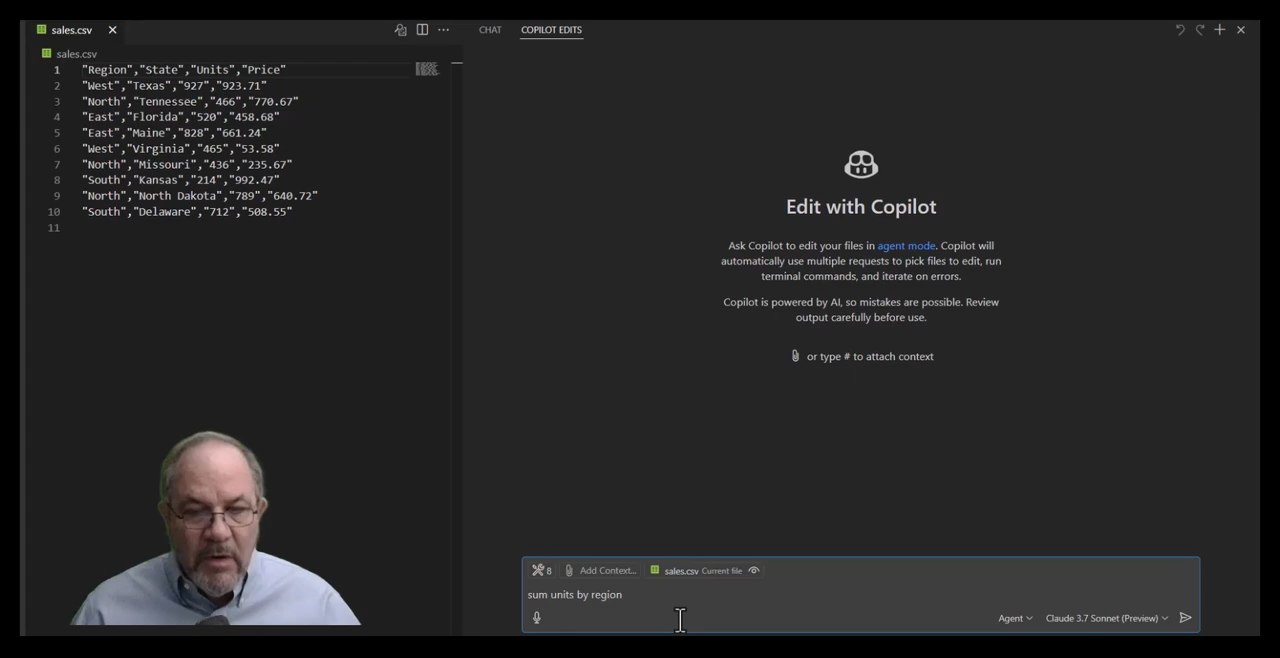 sales.csv
CHAT
COPILOT EDITS
sales.csv
1 "Region","State","Units","Price"
2 "West","Texas","927","923.71"
3 "North","Tennessee","466","770.67"
4 "East","Florida","520","458.68"
5 "East","Maine","828","661.24"
6 "West","Virginia","465","53.58"
7 "North","Missouri","436","235.67"
8 "South","Kansas","214","992.47"
9 "North","North Dakota","789","640.72"
10 "South","Delaware","712","508.55"
11
Edit with Copilot
Ask Copilot to edit your files in agent mode. Copilot will
automatically use multiple requests to pick files to edit, run
terminal commands, and iterate on errors.
Copilot is powered by AI, so mistakes are possible. Review
output carefully before use.
or type # to attach context
8 Add Context... sales.csv Current file
sum units by region
Agent Claude 3.7 Sonnet (Preview)